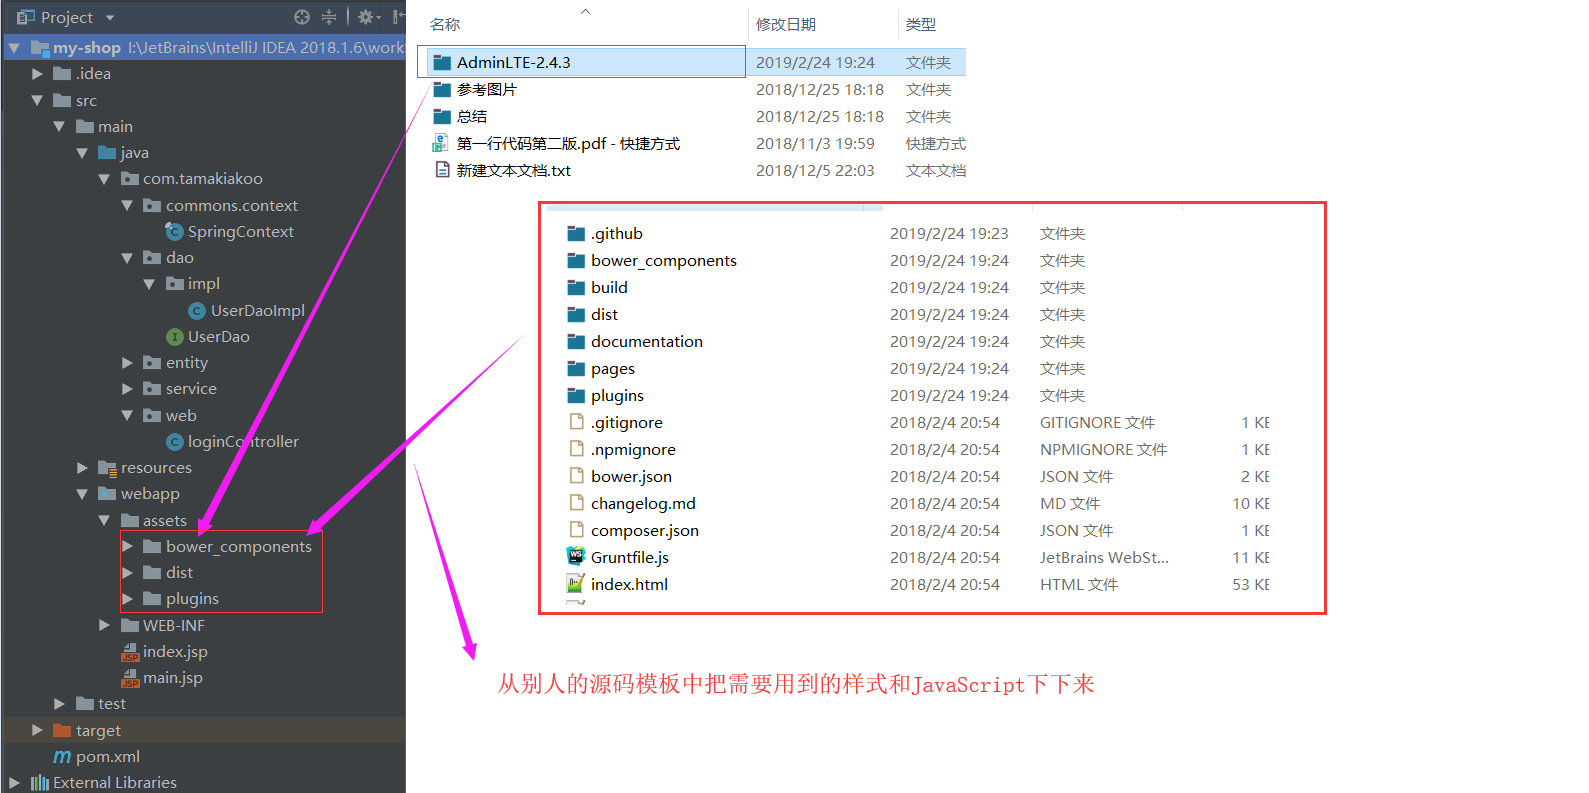 Project
my-shop I:\JetBrains\IntelliJ IDEA 2018.1.6\work
.idea
src
main
java
com.tamakiakoo
commons.context
SpringContext
dao
impl
UserDaoImpl
UserDao
entity
service
web
loginController
resources
webapp
assets
bower_components
dist
plugins
WEB-INF
index.jsp
main.jsp
test
target
pom.xml
External Libraries
名称 修改日期 类型
AdminLTE-2.4.3 2019/2/24 19:24 文件夹
参考图片 2018/12/25 18:18 文件夹
总结 2018/12/25 18:18 文件夹
第一行代码第二版.pdf - 快捷方式 2018/11/3 19:59 快捷方式
新建文本文档.txt 2018/12/5 22:03 文本文档
.github 2019/2/24 19:23 文件夹
bower_components 2019/2/24 19:24 文件夹
build 2019/2/24 19:24 文件夹
dist 2019/2/24 19:24 文件夹
documentation 2019/2/24 19:24 文件夹
pages 2019/2/24 19:24 文件夹
plugins 2019/2/24 19:24 文件夹
.gitignore 2018/2/4 20:54 GITIGNORE 文件 1 KB
.npmignore 2018/2/4 20:54 NPMIGNORE 文件 1 KB
bower.json 2018/2/4 20:54 JSON 文件 2 KB
changelog.md 2018/2/4 20:54 MD 文件 10 KB
composer.json 2018/2/4 20:54 JSON 文件 1 KB
Gruntfile.js 2018/2/4 20:54 JetBrains WebSt... 11 KB
index.html 2018/2/4 20:54 HTML 文件 53 KB
从别人的源码模板中把需要用到的样式和JavaScript下下来